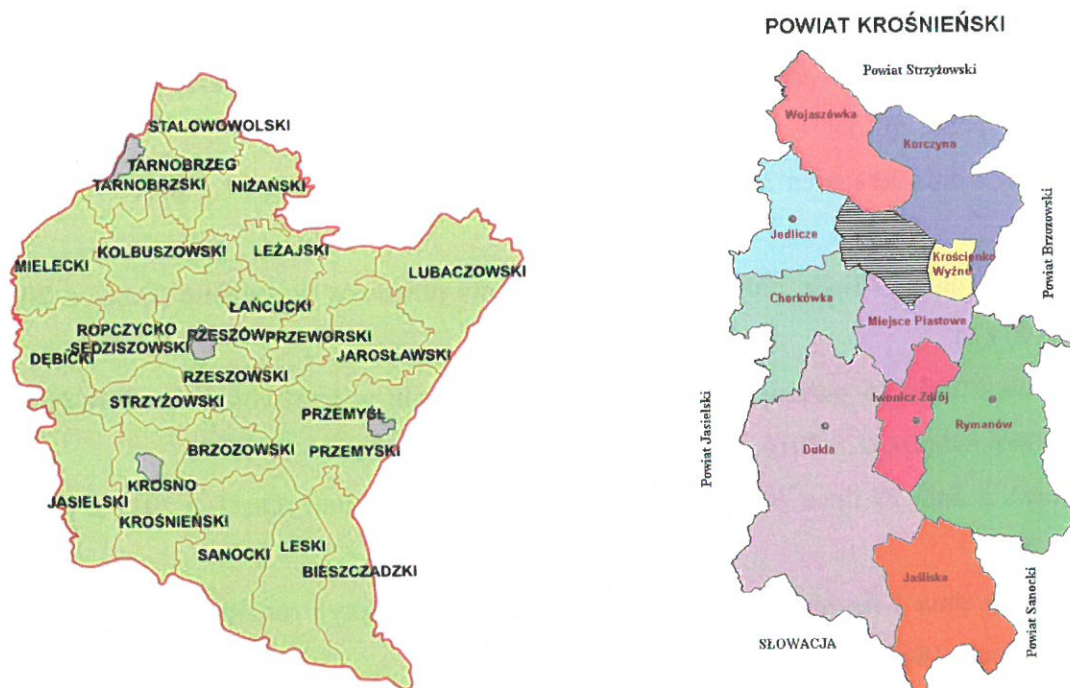 STALOWOWOLSKI
TARNOBRZEG
TARNOBRZSKI
NIŻAŃSKI
KOLBUSZOWSKI
LEŻAJSKI
MIELECKI
LUBACZOWSKI
ŁAŃCUCKI
ROPCZYCKO
SĘDZISZOWSKI
RZESZÓW
PRZEWORSKI
DĘBICKI
JAROSŁAWSKI
RZESZOWSKI
STRZYŻOWSKI
PRZEMYŚL
BRZOZOWSKI
PRZEMYSKI
KROSNO
JASIELSKI
KROŚNIEŃSKI
SANOCKI
LESKI
BIESZCZADZKI
POWIAT KROŚNIEŃSKI
Powiat Strzyżowski
Wojaszówka
Korczyna
Jedlicze
Krościenko
Wyżne
Powiat Brzozowski
Chorkówka
Miejsce Piastowe
Iwonicz Zdrój
Rymanów
Dukla
Powiat Jasielski
Jaśliska
Powiat Sanocki
SŁOWACJA